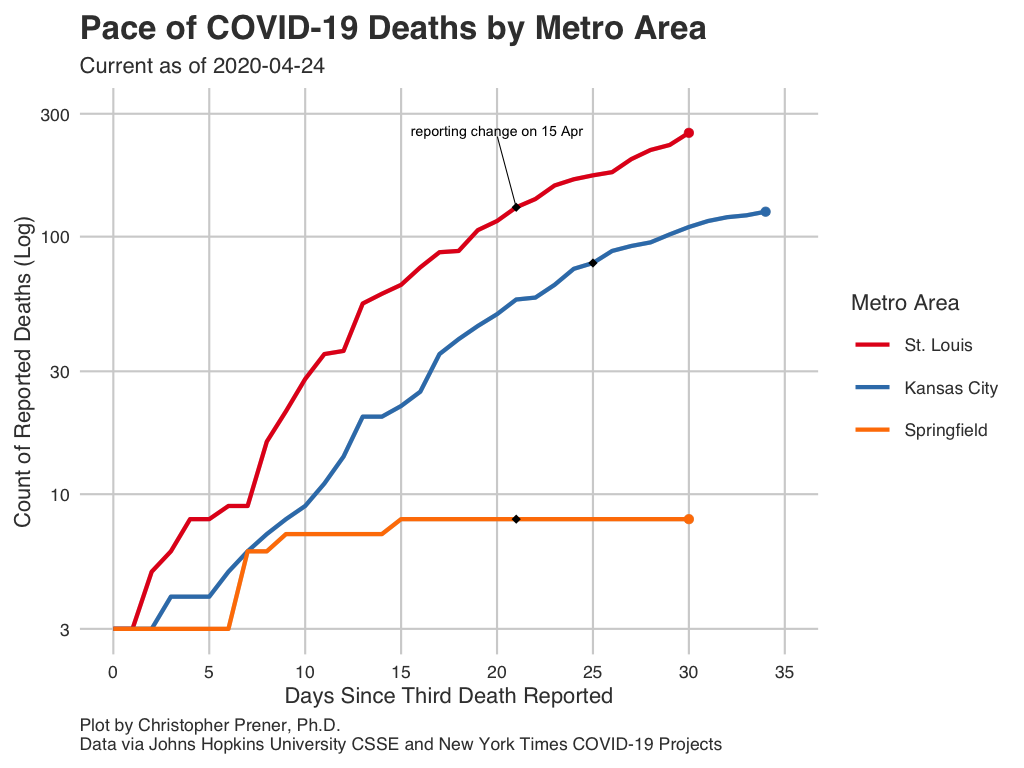 Pace of COVID-19 Deaths by Metro Area
Current as of 2020-04-24
Count of Reported Deaths (Log)
300
100
30
10
3
reporting change on 15 Apr
0 5 10 15 20 25 30 35
Days Since Third Death Reported
Metro Area
St. Louis
Kansas City
Springfield
Plot by Christopher Prener, Ph.D.
Data via Johns Hopkins University CSSE and New York Times COVID-19 Projects